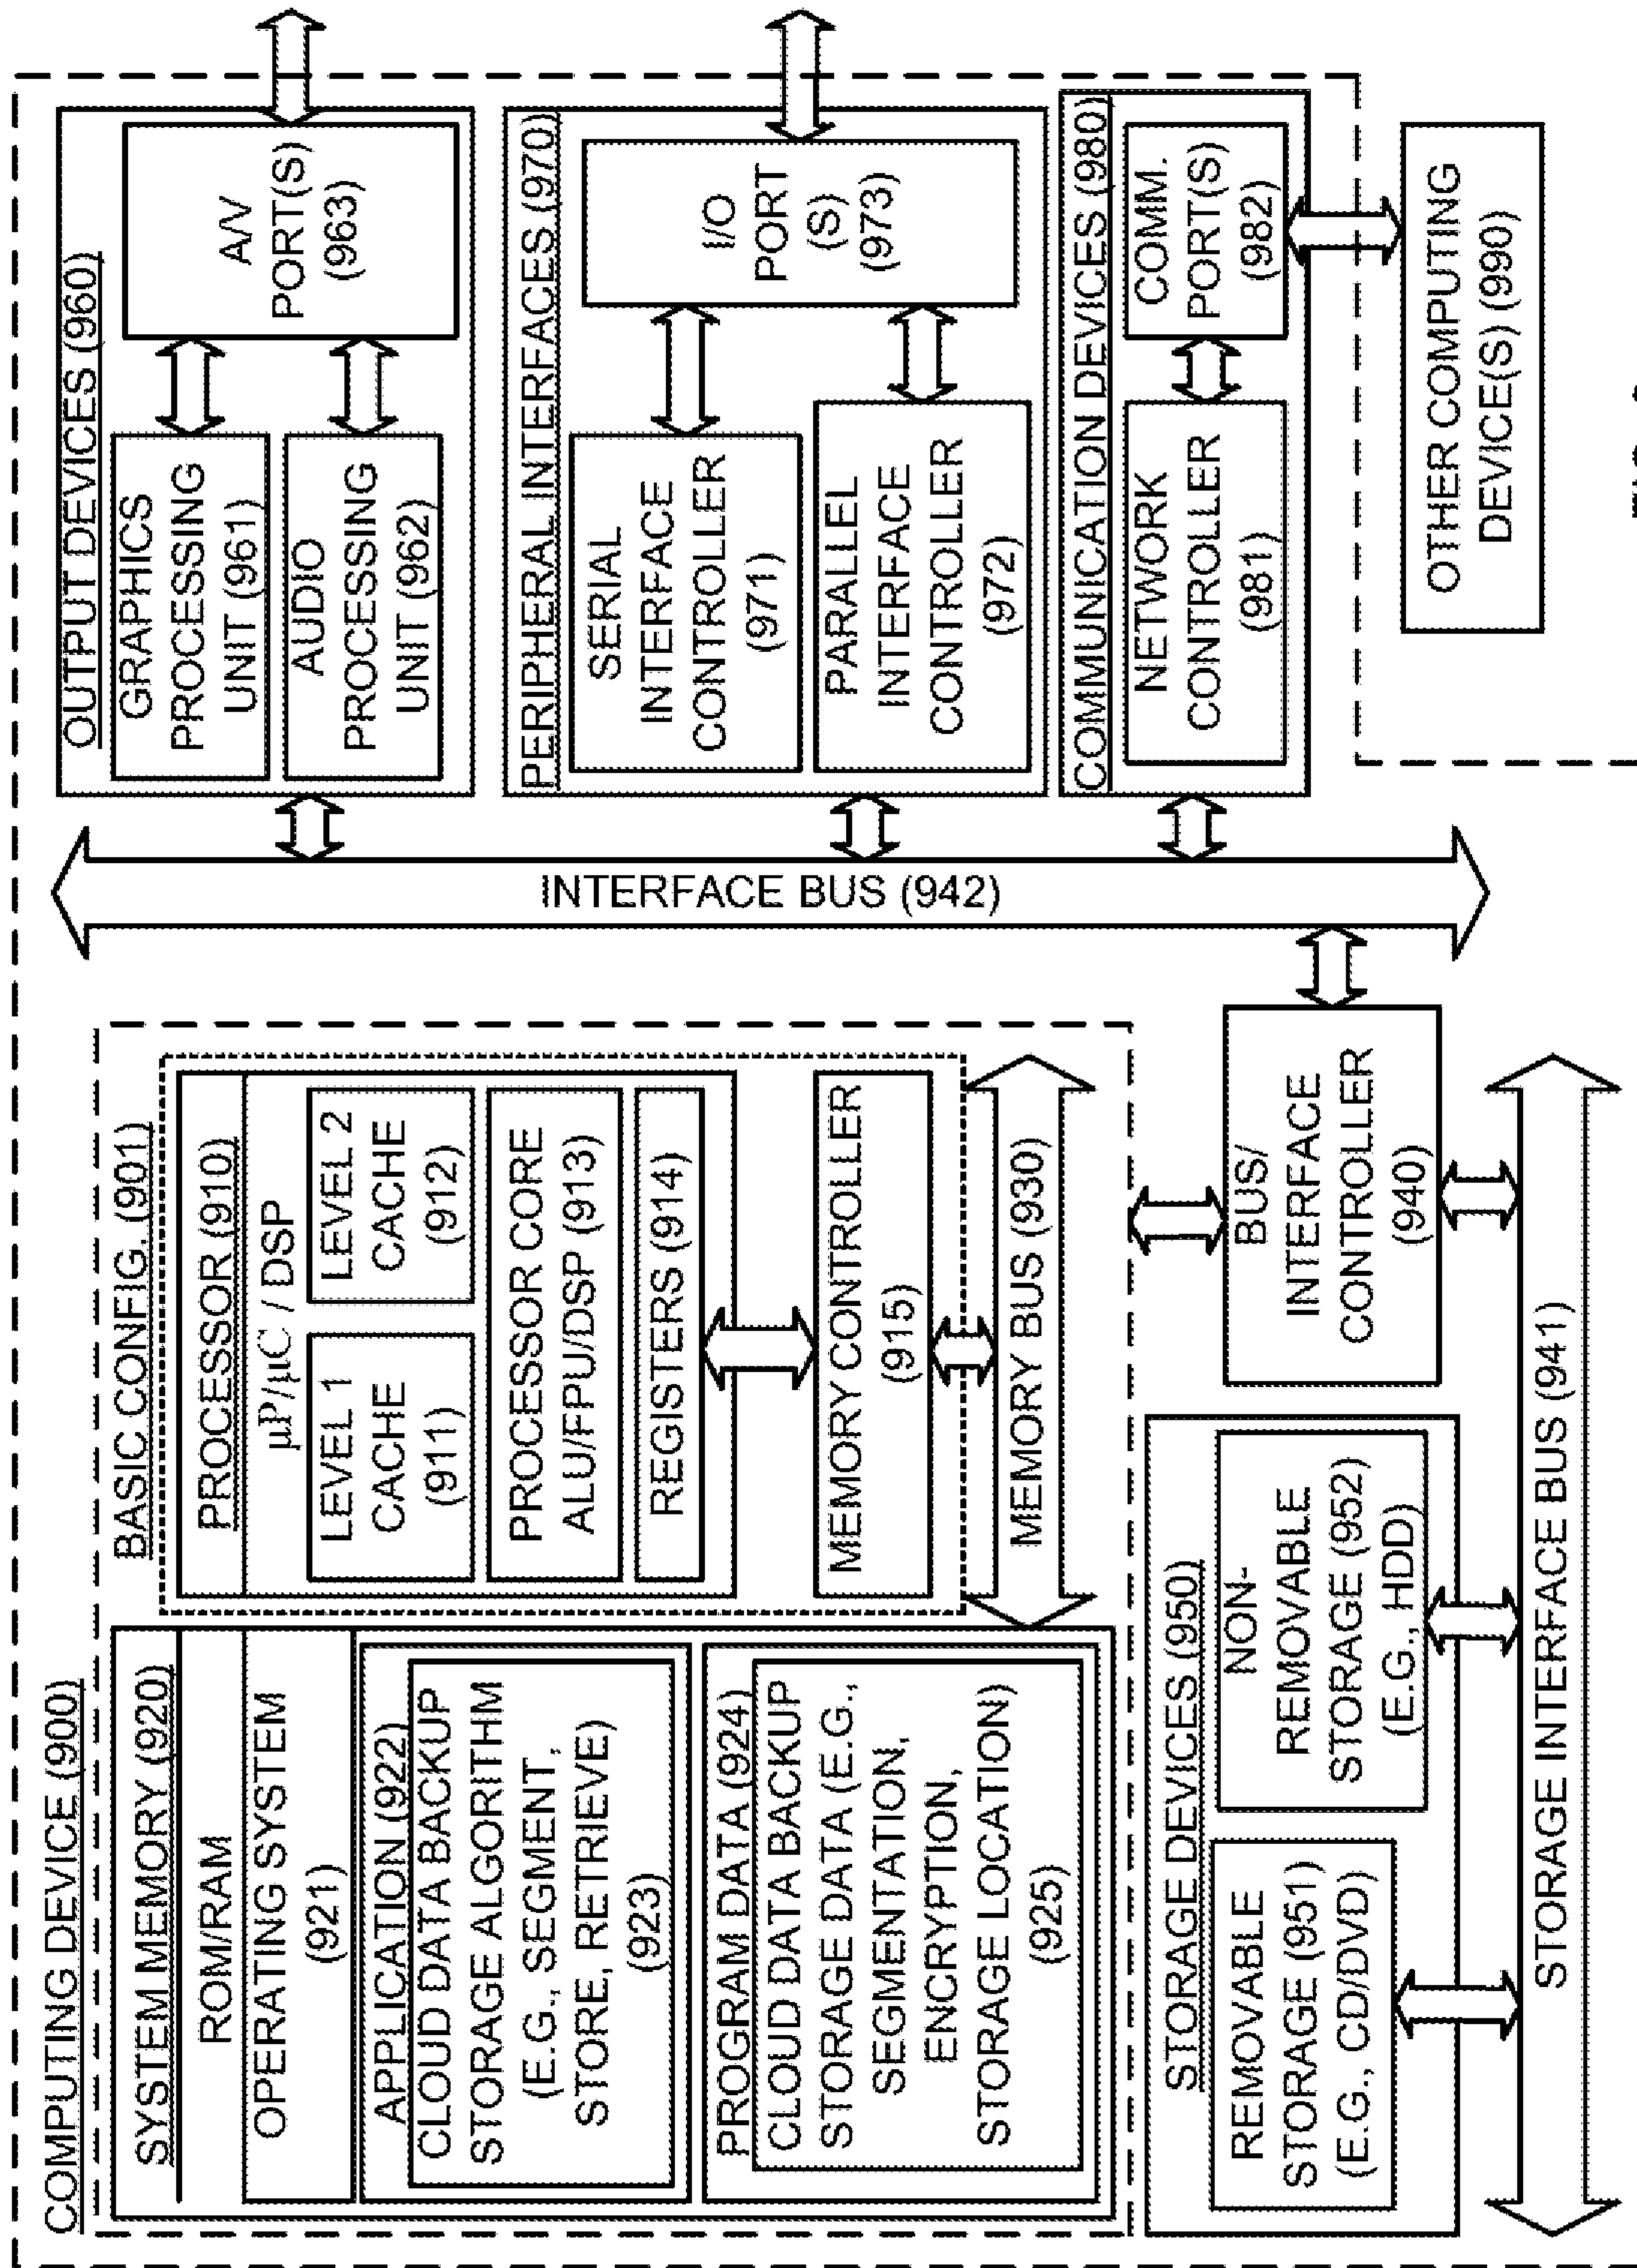 COMPUTING DEVICE (900)
SYSTEM MEMORY (920)
ROM/RAM
OPERATING SYSTEM
(921)
APPLICATION (922)
CLOUD DATA BACKUP
STORAGE ALGORITHM
(E.G., SEGMENT,
STORE, RETRIEVE)
(923)
PROGRAM DATA (924)
CLOUD DATA BACKUP
STORAGE DATA (E.G.,
SEGMENTATION,
ENCRYPTION,
STORAGE LOCATION)
(925)
BASIC CONFIG. (901)
PROCESSOR (910)
µP/µC / DSP
LEVEL 1
CACHE
(911)
LEVEL 2
CACHE
(912)
PROCESSOR CORE
ALU/FPU/DSP (913)
REGISTERS (914)
MEMORY CONTROLLER
(915)
MEMORY BUS (930)
STORAGE DEVICES (950)
REMOVABLE
STORAGE (951)
(E.G., CD/DVD)
NON-
REMOVABLE
STORAGE (952)
(E.G., HDD)
BUS/
INTERFACE
CONTROLLER
(940)
STORAGE INTERFACE BUS (941)
INTERFACE BUS (942)
OUTPUT DEVICES (960)
GRAPHICS
PROCESSING
UNIT (961)
AUDIO
PROCESSING
UNIT (962)
A/V
PORT(S)
(963)
PERIPHERAL INTERFACES (970)
SERIAL
INTERFACE
CONTROLLER
(971)
PARALLEL
INTERFACE
CONTROLLER
(972)
I/O
PORT
(S)
(973)
COMMUNICATION DEVICES (980)
NETWORK
CONTROLLER
(981)
COMM.
PORT(S)
(982)
OTHER COMPUTING
DEVICE(S) (990)